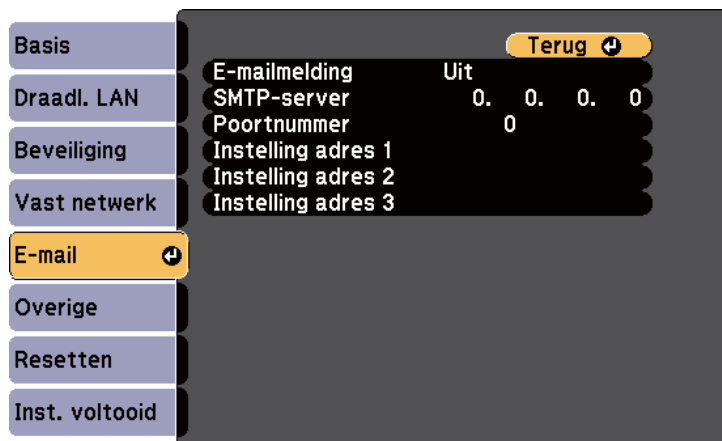 Basis
Draadl. LAN
Beveiliging
Vast netwerk
E-mail
Overige
Resetten
Inst. voltooid
Terug
E-mailmelding Uit
SMTP-server 0. 0. 0. 0
Poortnummer 0
Instelling adres 1
Instelling adres 2
Instelling adres 3